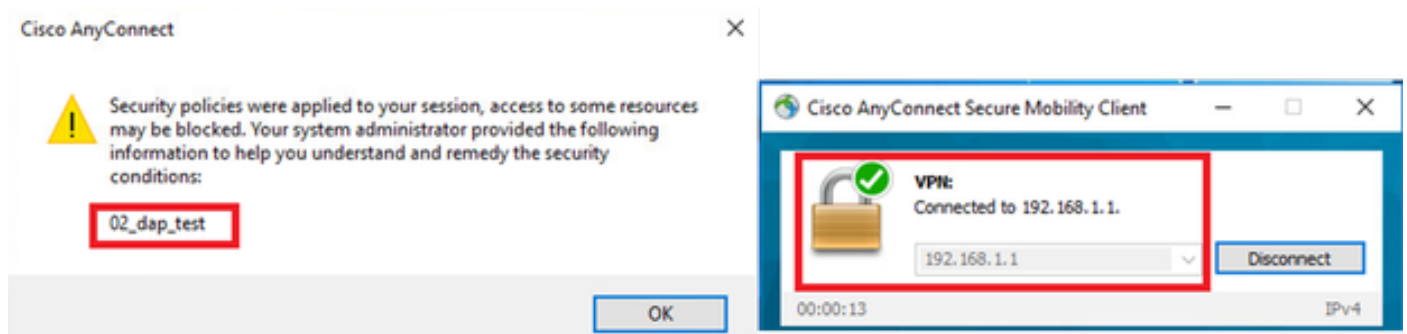 Cisco AnyConnect
Security policies were applied to your session, access to some resources
may be blocked. Your system administrator provided the following
information to help you understand and remedy the security
conditions:
02_dap_test
OK
Cisco AnyConnect Secure Mobility Client
VPN:
Connected to 192.168.1.1.
192.168.1.1
Disconnect
00:00:13
IPv4